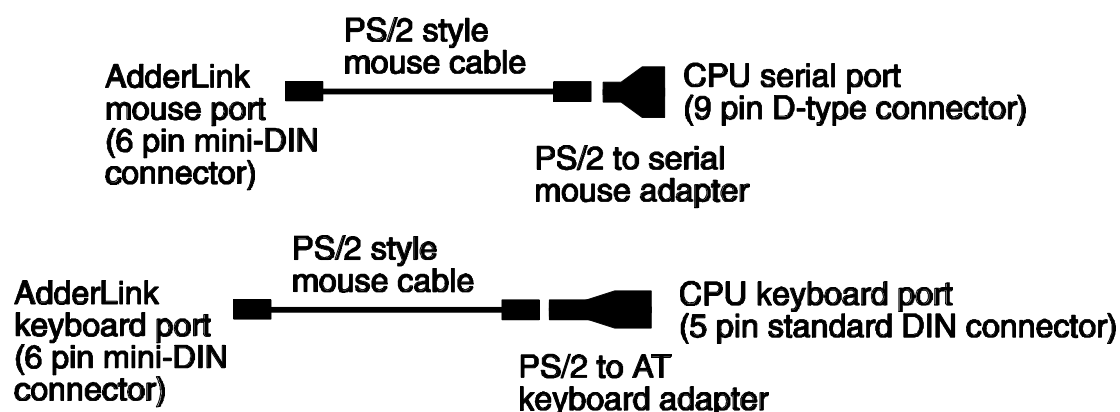 PS/2 style
mouse cable
AdderLink
mouse port
(6 pin mini-DIN
connector)
CPU serial port
(9 pin D-type connector)
PS/2 to serial
mouse adapter
PS/2 style
mouse cable
AdderLink
keyboard port
(6 pin mini-DIN
connector)
CPU keyboard port
(5 pin standard DIN connector)
PS/2 to AT
keyboard adapter